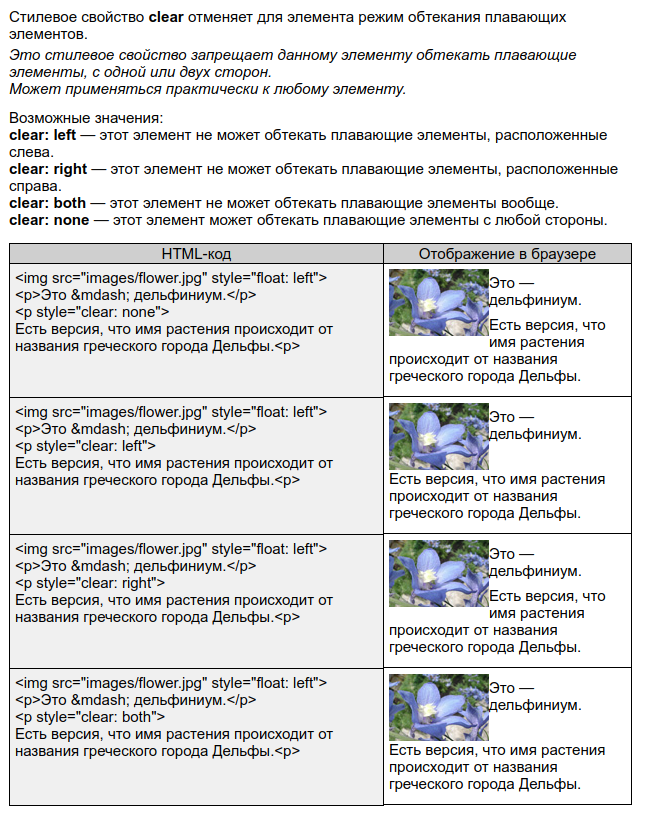 Стилевое свойство clear отменяет для элемента режим обтекания плавающих
элементов.
Это стилевое свойство запрещает данному элементу обтекать плавающие
элементы, с одной или двух сторон.
Может применяться практически к любому элементу.
Возможные значения:
clear: left — этот элемент не может обтекать плавающие элементы, расположенные
слева.
clear: right — этот элемент не может обтекать плавающие элементы, расположенные
справа.
clear: both — этот элемент не может обтекать плавающие элементы вообще.
clear: none — этот элемент может обтекать плавающие элементы с любой стороны.
HTML-код
Отображение в браузере
<img src="images/flower.jpg" style="float: left">
<p>Это &mdash; дельфиниум.</p>
<p style="clear: none">
Есть версия, что имя растения происходит от
названия греческого города Дельфы.<p>
Это —
дельфиниум.
Есть версия, что
имя растения
происходит от названия
греческого города Дельфы.
<img src="images/flower.jpg" style="float: left">
<p>Это &mdash; дельфиниум.</p>
<p style="clear: left">
Есть версия, что имя растения происходит от
названия греческого города Дельфы.<p>
Это —
дельфиниум.
Есть версия, что имя растения
происходит от названия
греческого города Дельфы.
<img src="images/flower.jpg" style="float: left">
<p>Это &mdash; дельфиниум.</p>
<p style="clear: right">
Есть версия, что имя растения происходит от
названия греческого города Дельфы.<p>
Это —
дельфиниум.
Есть версия, что
имя растения
происходит от названия
греческого города Дельфы.
<img src="images/flower.jpg" style="float: left">
<p>Это &mdash; дельфиниум.</p>
<p style="clear: both">
Есть версия, что имя растения происходит от
названия греческого города Дельфы.<p>
Это —
дельфиниум.
Есть версия, что имя растения
происходит от названия
греческого города Дельфы.